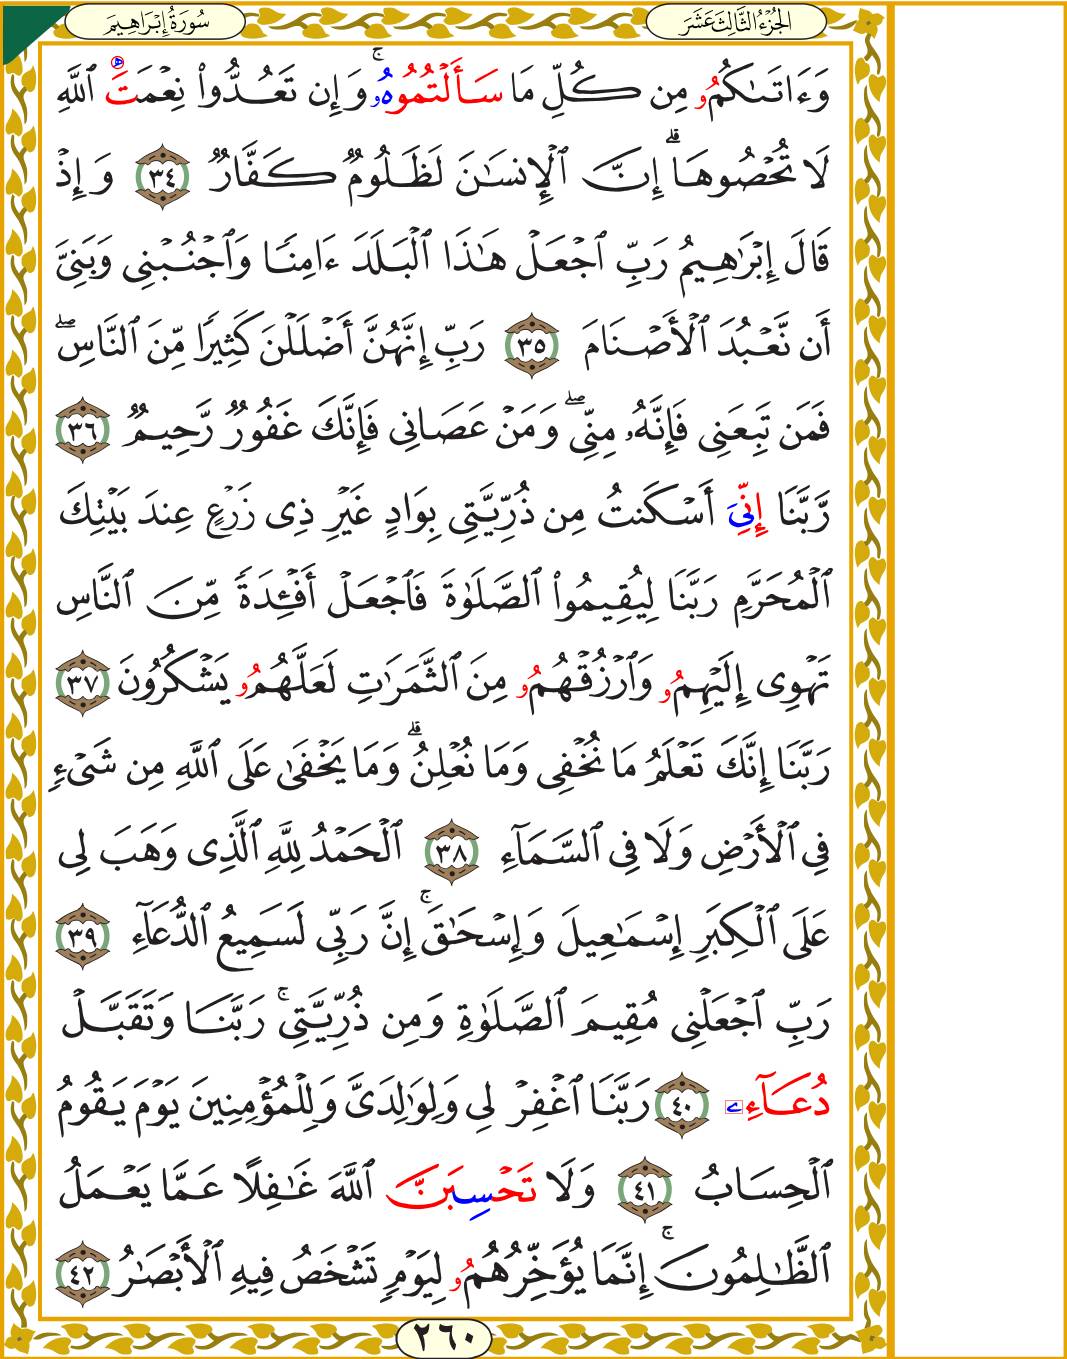 سُورَةُ إِبْرَاهِيمَ
الجُزْءُ الثَّالِثَ عَشَرَ
وَءَاتَىٰكُمُۥ مِن كُلِّ مَا سَأَلْتُمُوهُۥۚ وَإِن تَعُدُّوا۟ نِعْمَتَ ٱللَّهِ
لَا تُحْصُوهَاۗ إِنَّ ٱلْإِنسَٰنَ لَظَلُومٌ كَفَّارٌ ٣٤ وَإِذْ
قَالَ إِبْرَٰهِيمُ رَبِّ ٱجْعَلْ هَٰذَا ٱلْبَلَدَ ءَامِنًا وَٱجْنُبْنِى وَبَنِىَّ
أَن نَّعْبُدَ ٱلْأَصْنَامَ ٣٥ رَبِّ إِنَّهُنَّ أَضْلَلْنَ كَثِيرًا مِّنَ ٱلنَّاسِۖ
فَمَن تَبِعَنِى فَإِنَّهُۥ مِنِّىۖ وَمَنْ عَصَانِى فَإِنَّكَ غَفُورٌ رَّحِيمٌ ٣٦
رَّبَّنَا إِنِّىَ أَسْكَنتُ مِن ذُرِّيَّتِى بِوَادٍ غَيْرِ ذِى زَرْعٍ عِندَ بَيْتِكَ
ٱلْمُحَرَّمِ رَبَّنَا لِيُقِيمُوا۟ ٱلصَّلَوٰةَ فَٱجْعَلْ أَفْـِٔدَةً مِّنَ ٱلنَّاسِ
تَهْوِى إِلَيْهِمُۥ وَٱرْزُقْهُمُۥ مِنَ ٱلثَّمَرَٰتِ لَعَلَّهُمُۥ يَشْكُرُونَ ٣٧
رَبَّنَا إِنَّكَ تَعْلَمُ مَا نُخْفِى وَمَا نُعْلِنُۗ وَمَا يَخْفَىٰ عَلَى ٱللَّهِ مِن شَىْءٍ
فِى ٱلْأَرْضِ وَلَا فِى ٱلسَّمَآءِ ٣٨ ٱلْحَمْدُ لِلَّهِ ٱلَّذِى وَهَبَ لِى
عَلَى ٱلْكِبَرِ إِسْمَٰعِيلَ وَإِسْحَٰقَۚ إِنَّ رَبِّى لَسَمِيعُ ٱلدُّعَآءِ ٣٩
رَبِّ ٱجْعَلْنِى مُقِيمَ ٱلصَّلَوٰةِ وَمِن ذُرِّيَّتِىۚ رَبَّنَا وَتَقَبَّلْ
دُعَآءِۦ ٤٠ رَبَّنَا ٱغْفِرْ لِى وَلِوَٰلِدَىَّ وَلِلْمُؤْمِنِينَ يَوْمَ يَقُومُ
ٱلْحِسَابُ ٤١ وَلَا تَحْسِبَنَّ ٱللَّهَ غَٰفِلًا عَمَّا يَعْمَلُ
ٱلظَّٰلِمُونَۚ إِنَّمَا يُؤَخِّرُهُمُۥ لِيَوْمٍ تَشْخَصُ فِيهِ ٱلْأَبْصَٰرُ ٤٢
٢٦٠